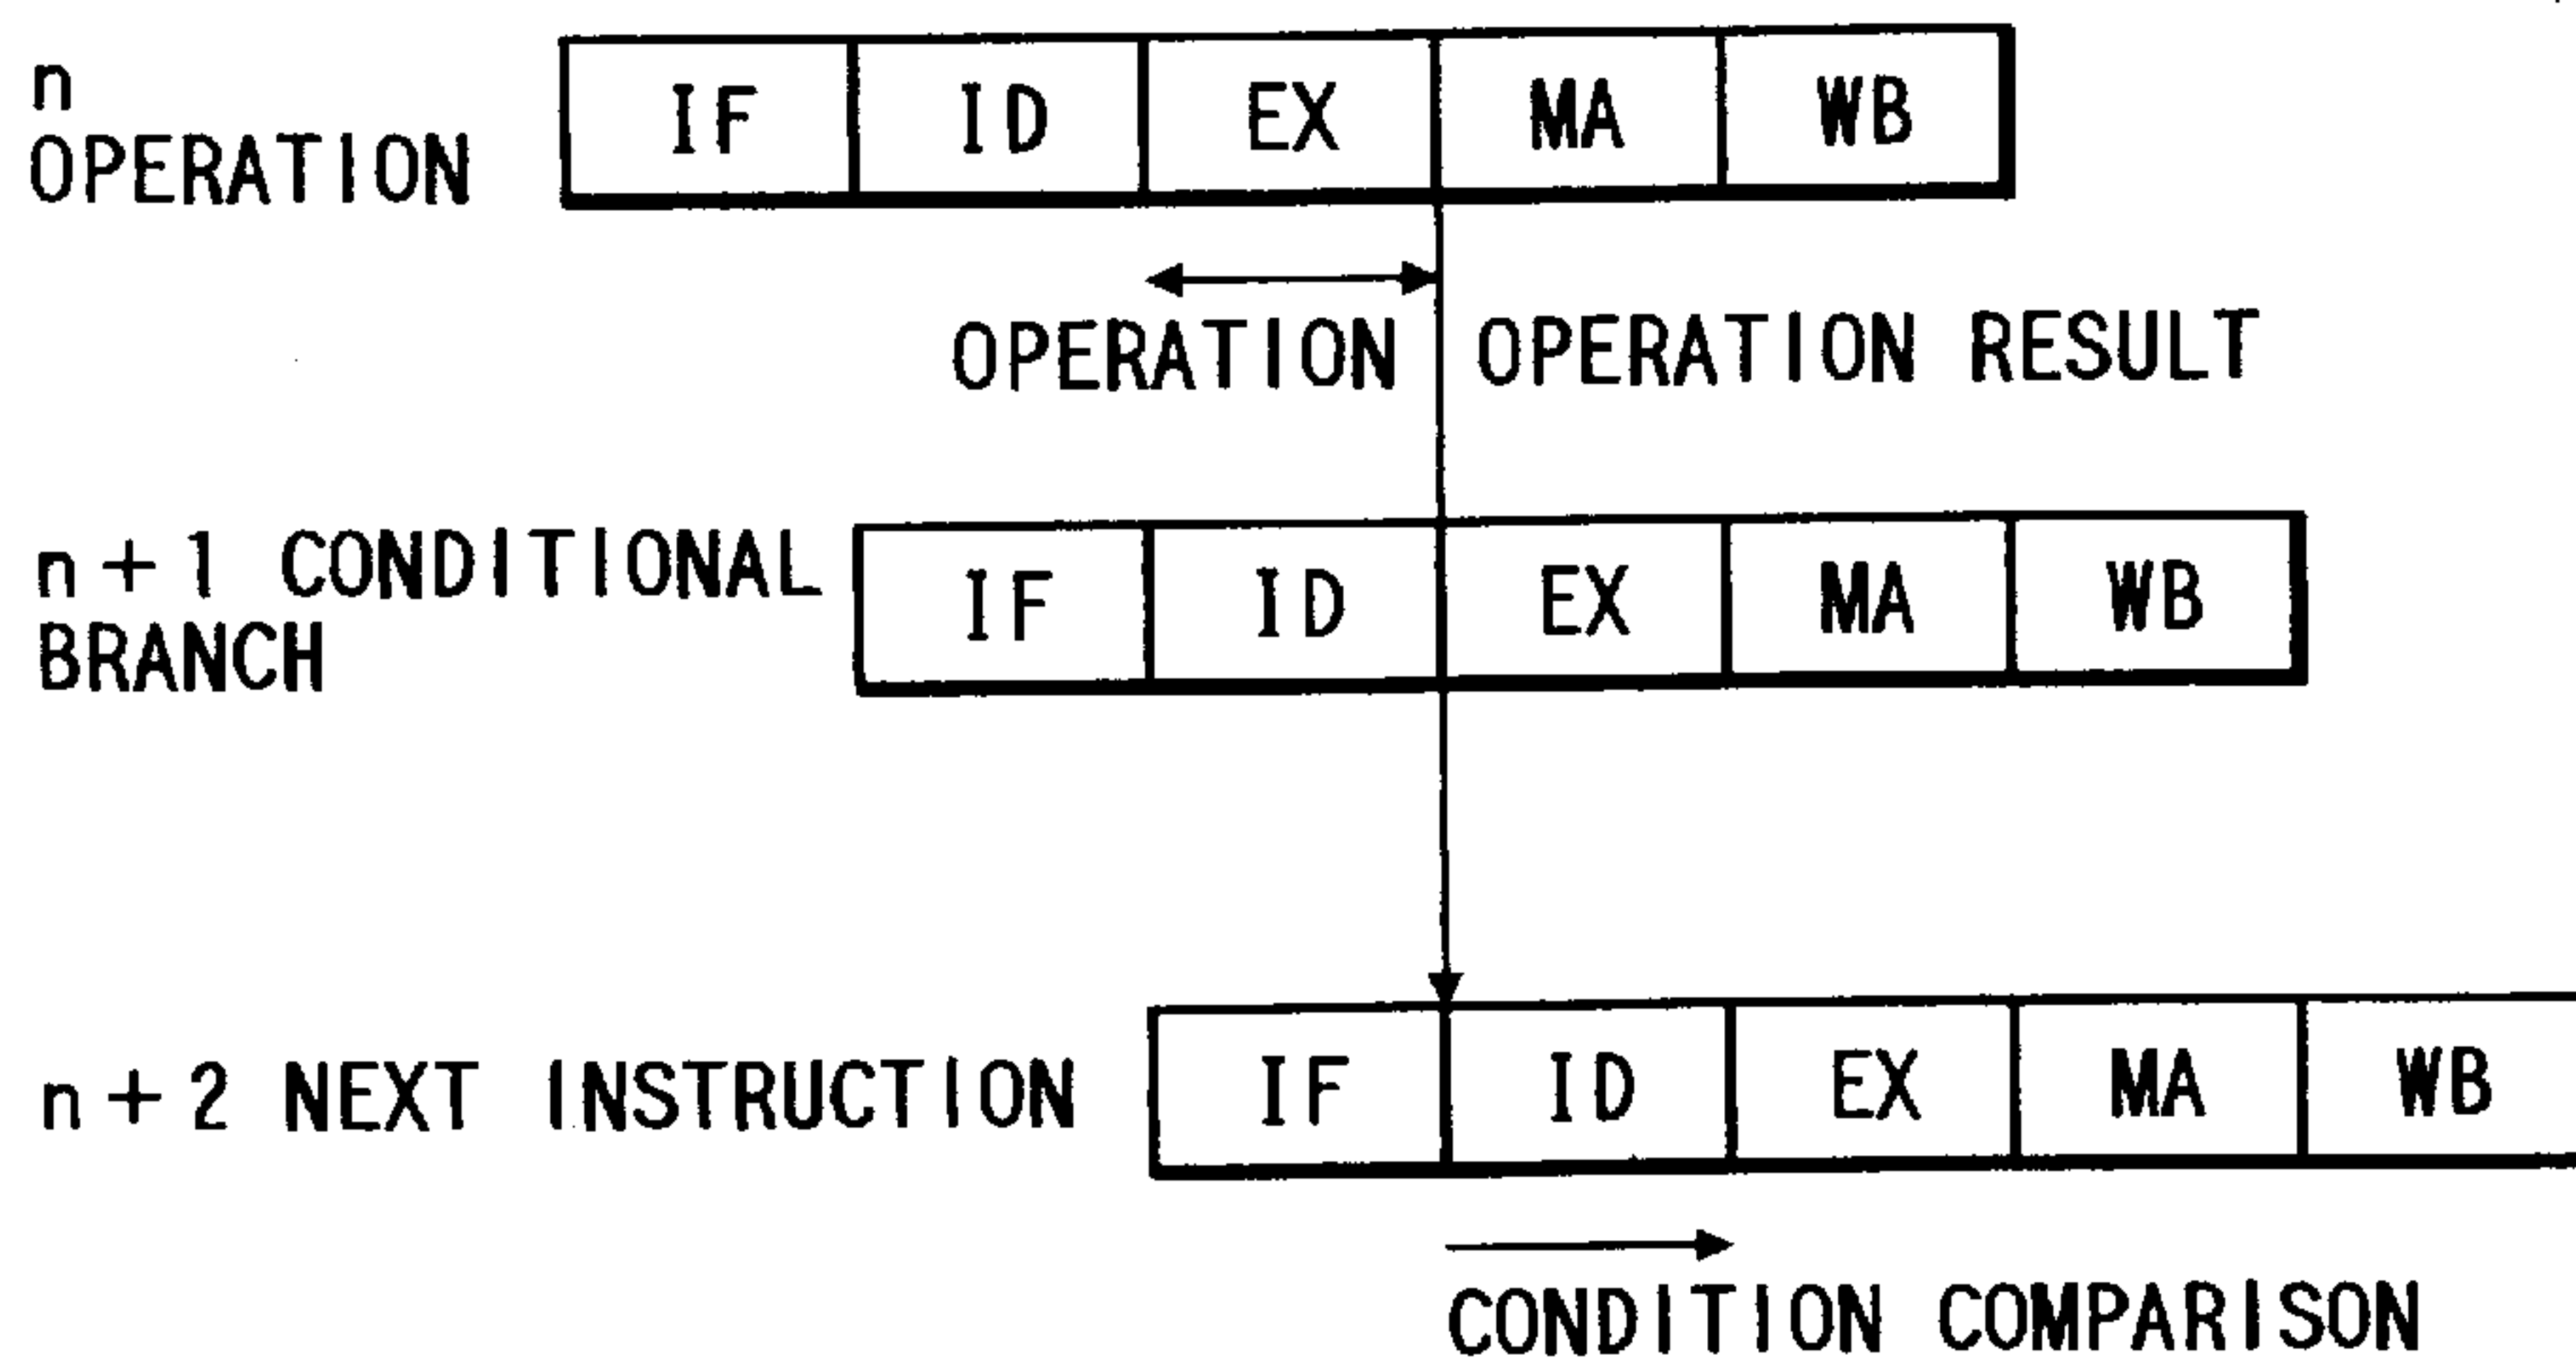 n
OPERATION
IF ID EX MA WB
OPERATION OPERATION RESULT
n+1 CONDITIONAL
BRANCH
IF ID EX MA WB
n+2 NEXT INSTRUCTION
IF ID EX MA WB
CONDITION COMPARISON